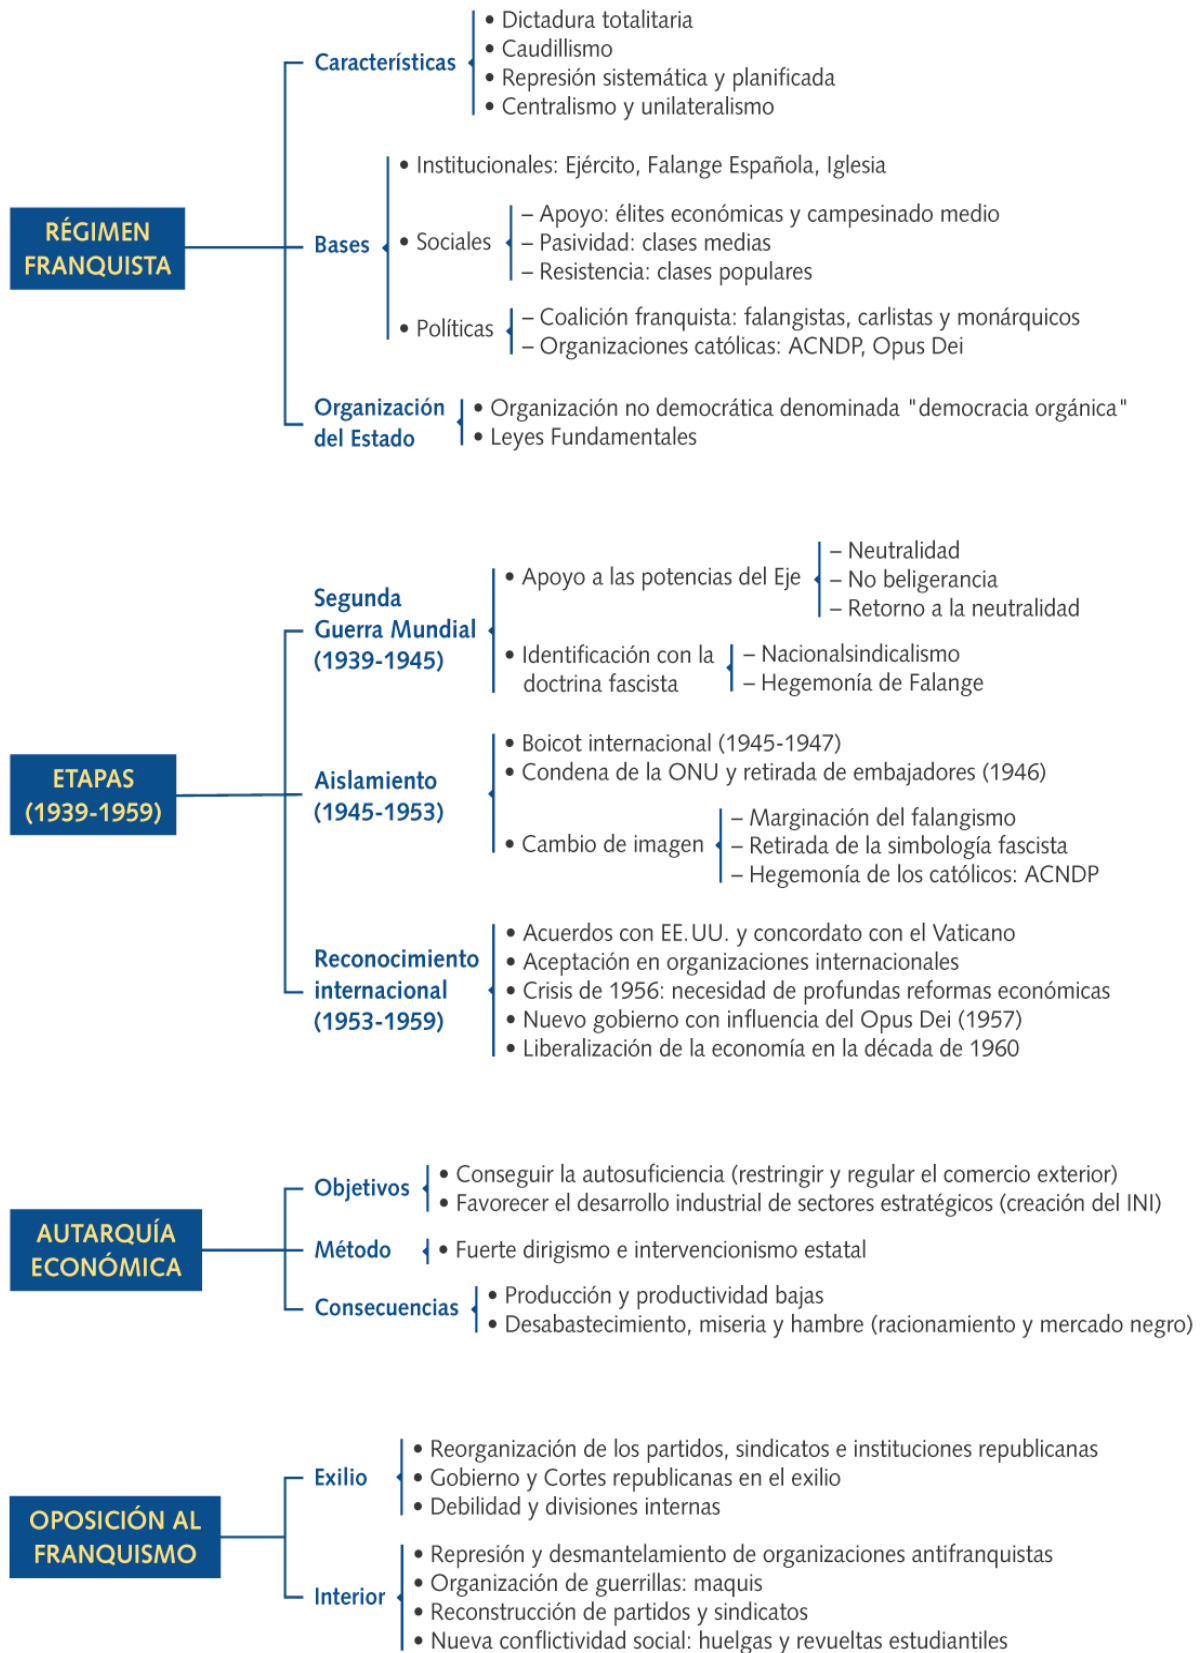 • Dictadura totalitaria
Características
• Caudillismo
• Represión sistemática y planificada
• Centralismo y unilateralismo
RÉGIMEN
FRANQUISTA
Bases
• Institucionales: Ejército, Falange Española, Iglesia
• Sociales
– Apoyo: élites económicas y campesinado medio
– Pasividad: clases medias
– Resistencia: clases populares
• Políticas
– Coalición franquista: falangistas, carlistas y monárquicos
– Organizaciones católicas: ACNDP, Opus Dei
Organización
del Estado
• Organización no democrática denominada "democracia orgánica"
• Leyes Fundamentales
ETAPAS
(1939-1959)
Segunda
Guerra Mundial
(1939-1945)
• Apoyo a las potencias del Eje
– Neutralidad
– No beligerancia
– Retorno a la neutralidad
• Identificación con la
doctrina fascista
– Nacionalsindicalismo
– Hegemonía de Falange
Aislamiento
(1945-1953)
• Boicot internacional (1945-1947)
• Condena de la ONU y retirada de embajadores (1946)
• Cambio de imagen
– Marginación del falangismo
– Retirada de la simbología fascista
– Hegemonía de los católicos: ACNDP
Reconocimiento
internacional
(1953-1959)
• Acuerdos con EE.UU. y concordato con el Vaticano
• Aceptación en organizaciones internacionales
• Crisis de 1956: necesidad de profundas reformas económicas
• Nuevo gobierno con influencia del Opus Dei (1957)
• Liberalización de la economía en la década de 1960
AUTARQUÍA
ECONÓMICA
Objetivos
• Conseguir la autosuficiencia (restringir y regular el comercio exterior)
• Favorecer el desarrollo industrial de sectores estratégicos (creación del INI)
Método
• Fuerte dirigismo e intervencionismo estatal
Consecuencias
• Producción y productividad bajas
• Desabastecimiento, miseria y hambre (racionamiento y mercado negro)
OPOSICIÓN AL
FRANQUISMO
Exilio
• Reorganización de los partidos, sindicatos e instituciones republicanas
• Gobierno y Cortes republicanas en el exilio
• Debilidad y divisiones internas
Interior
• Represión y desmantelamiento de organizaciones antifranquistas
• Organización de guerrillas: maquis
• Reconstrucción de partidos y sindicatos
• Nueva conflictividad social: huelgas y revueltas estudiantiles